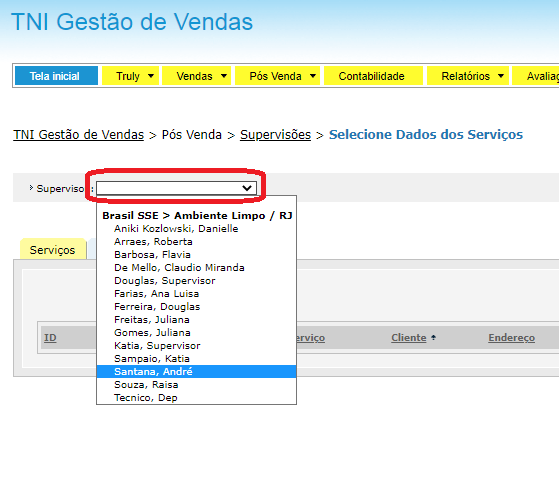 TNI Gestão de Vendas
Tela inicial Truly Vendas Pós Venda Contabilidade Relatórios
TNI Gestão de Vendas > Pós Venda > Supervisões > Selecione Dados dos Serviços
Brasil SSE > Ambiente Limpo / RJ
Aniki Kozlowski, Danielle
Arraes, Roberta
Barbosa, Flavia
De Mello, Claudio Miranda
Douglas, Supervisor
Farias, Ana Luisa
Ferreira, Douglas
Freitas, Juliana
Gomes, Juliana
Katia, Supervisor
Sampaio, Katia
Santana, André
Souza, Raisa
Tecnico, Dep
Serviços
ID Cliente Endereço